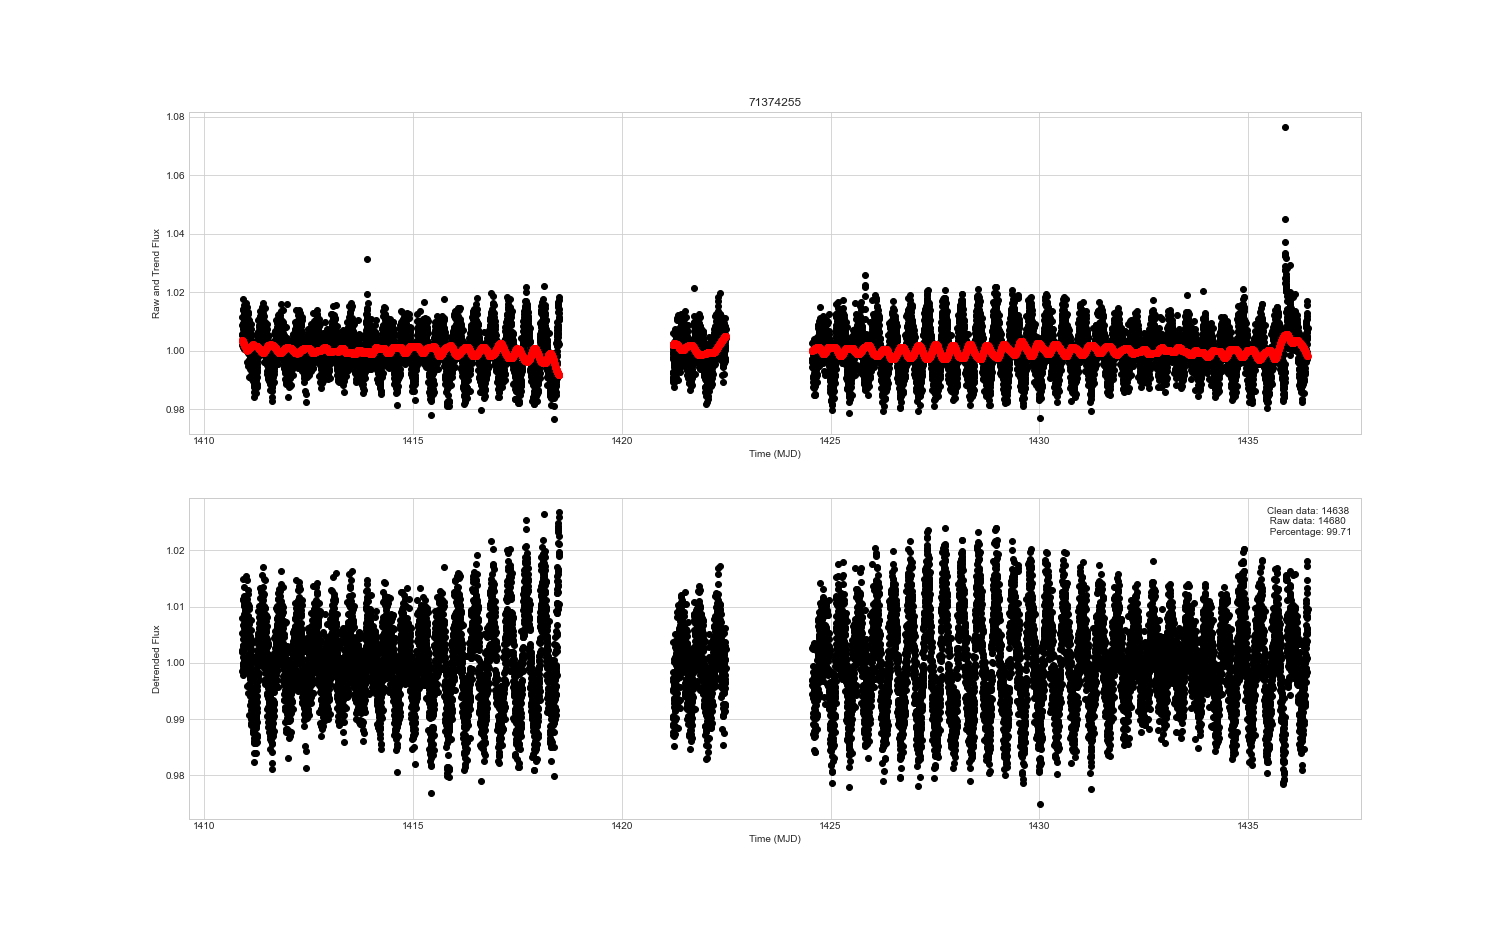 71374255
1.08
1.06
1.04
1.02
1.00
0.98
Raw and Trend Flux
1410 1415 1420 1425 1430 1435
Time (MJD)
Clean data: 14638
Raw data: 14680
Percentage: 99.71
1.02
1.01
1.00
0.99
0.98
Detrended Flux
1410 1415 1420 1425 1430 1435
Time (MJD)